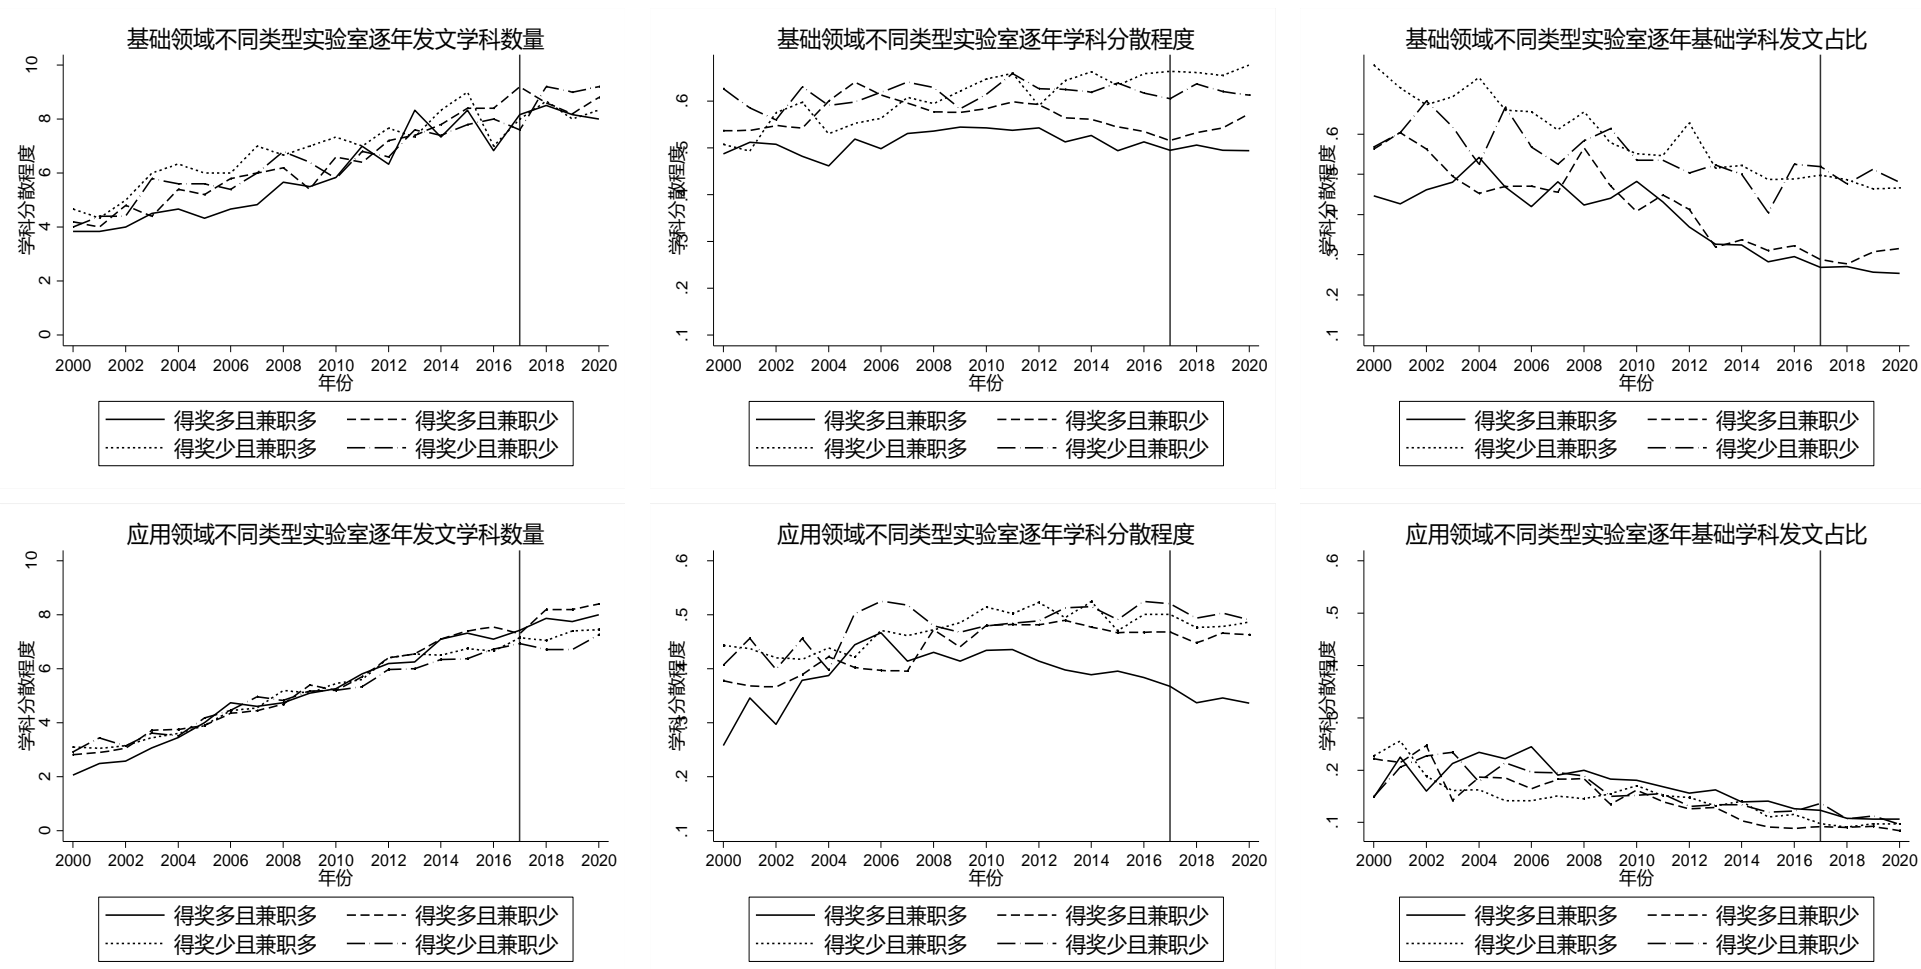 基础领域不同类型实验室逐年发文学科数量
学科分散程度
10
8
6
4
2
0
2000 2002 2004 2006 2008 2010 2012 2014 2016 2018 2020
年份
得奖多且兼职多 得奖多且兼职少
得奖少且兼职多 得奖少且兼职少
基础领域不同类型实验室逐年学科分散程度
学科分散程度
.6
.5
.4
.3
.2
.1
2000 2002 2004 2006 2008 2010 2012 2014 2016 2018 2020
年份
得奖多且兼职多 得奖多且兼职少
得奖少且兼职多 得奖少且兼职少
基础领域不同类型实验室逐年基础学科发文占比
学科分散程度
.6
.5
.4
.3
.2
.1
2000 2002 2004 2006 2008 2010 2012 2014 2016 2018 2020
年份
得奖多且兼职多 得奖多且兼职少
得奖少且兼职多 得奖少且兼职少
应用领域不同类型实验室逐年发文学科数量
学科分散程度
10
8
6
4
2
0
2000 2002 2004 2006 2008 2010 2012 2014 2016 2018 2020
年份
得奖多且兼职多 得奖多且兼职少
得奖少且兼职多 得奖少且兼职少
应用领域不同类型实验室逐年学科分散程度
学科分散程度
.6
.5
.4
.3
.2
.1
2000 2002 2004 2006 2008 2010 2012 2014 2016 2018 2020
年份
得奖多且兼职多 得奖多且兼职少
得奖少且兼职多 得奖少且兼职少
应用领域不同类型实验室逐年基础学科发文占比
学科分散程度
.6
.5
.4
.3
.2
.1
2000 2002 2004 2006 2008 2010 2012 2014 2016 2018 2020
年份
得奖多且兼职多 得奖多且兼职少
得奖少且兼职多 得奖少且兼职少